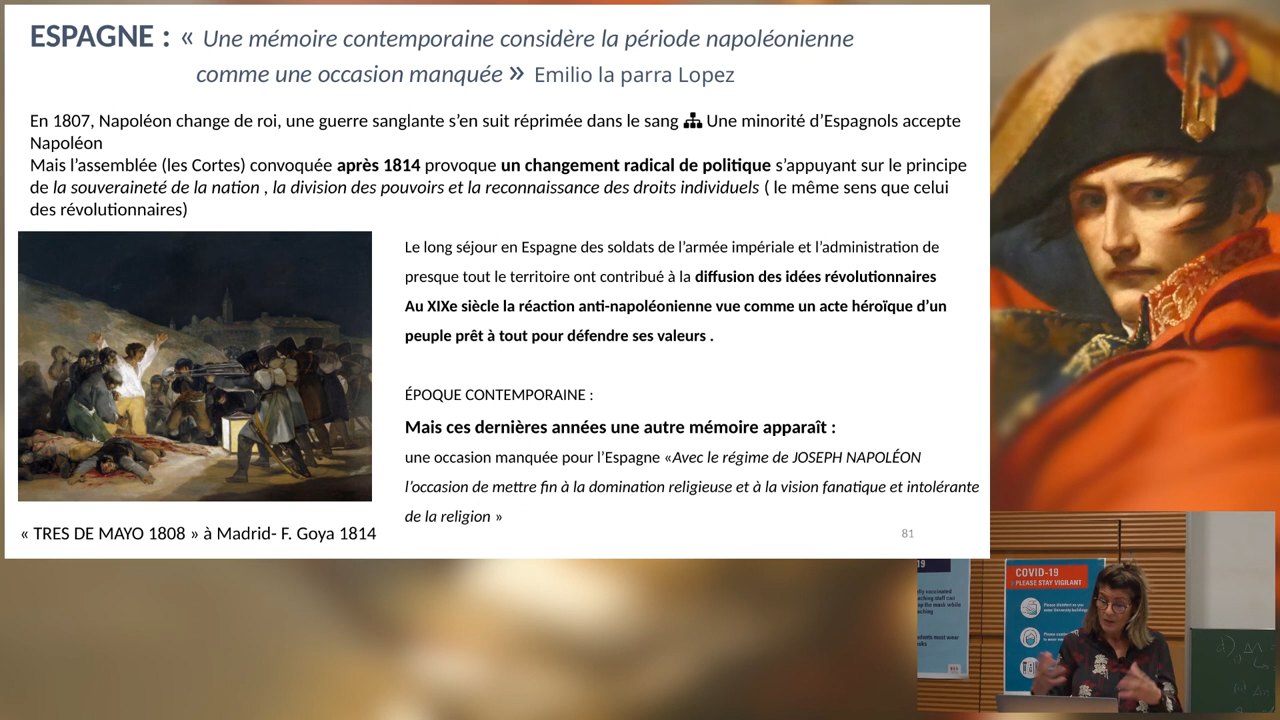 ESPAGNE : « Une mémoire contemporaine considère la période napoléonienne
comme une occasion manquée » Emilio la parra Lopez
En 1807, Napoléon change de roi, une guerre sanglante s’en suit réprimée dans le sang Une minorité d’Espagnols accepte
Napoléon
Mais l’assemblée (les Cortes) convoquée après 1814 provoque un changement radical de politique s’appuyant sur le principe
de la souveraineté de la nation , la division des pouvoirs et la reconnaissance des droits individuels ( le même sens que celui
des révolutionnaires)
Le long séjour en Espagne des soldats de l’armée impériale et l’administration de
presque tout le territoire ont contribué à la diffusion des idées révolutionnaires
Au XIXe siècle la réaction anti-napoléonienne vue comme un acte héroïque d’un
peuple prêt à tout pour défendre ses valeurs .
ÉPOQUE CONTEMPORAINE :
Mais ces dernières années une autre mémoire apparaît :
une occasion manquée pour l’Espagne «Avec le régime de JOSEPH NAPOLÉON
l’occasion de mettre fin à la domination religieuse et à la vision fanatique et intolérante
de la religion »
« TRES DE MAYO 1808 » à Madrid- F. Goya 1814
81
19
COVID-19
PLEASE STAY VIGILANT